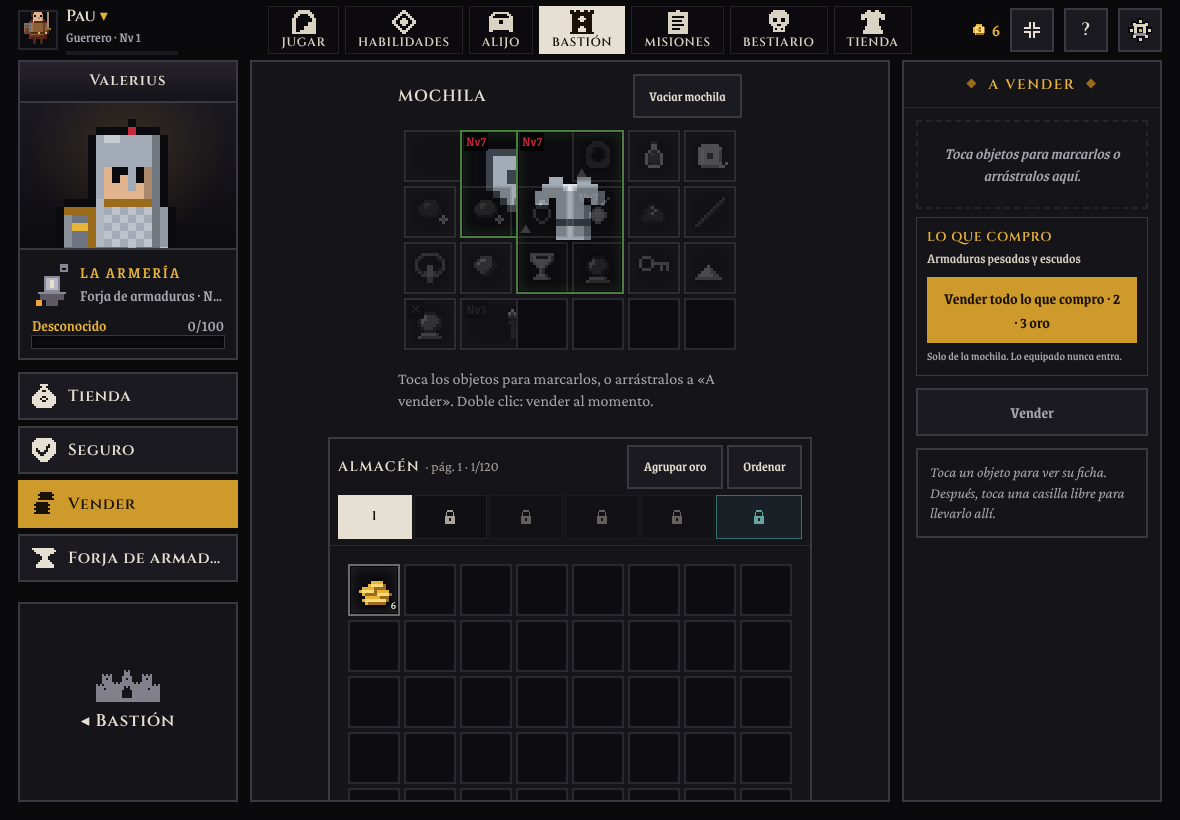 Pau ▼
Guerrero · Nv 1
JUGAR
HABILIDADES
ALIJO
BASTIÓN
MISIONES
BESTIARIO
TIENDA
6
?
Valerius
LA ARMERÍA
Forja de armaduras · N...
Desconocido 0/100
Tienda
Seguro
Vender
Forja de armad...
◂ Bastión
MOCHILA
Vaciar mochila
Nv7
Nv7
Nv3
Toca los objetos para marcarlos, o arrástralos a «A
vender». Doble clic: vender al momento.
ALMACÉN · pág. 1 · 1/120
Agrupar oro
Ordenar
1
6
◆ A VENDER ◆
Toca objetos para marcarlos o
arrástralos aquí.
LO QUE COMPRO
Armaduras pesadas y escudos
Vender todo lo que compro · 2
· 3 oro
Solo de la mochila. Lo equipado nunca entra.
Vender
Toca un objeto para ver su ficha.
Después, toca una casilla libre para
llevarlo allí.